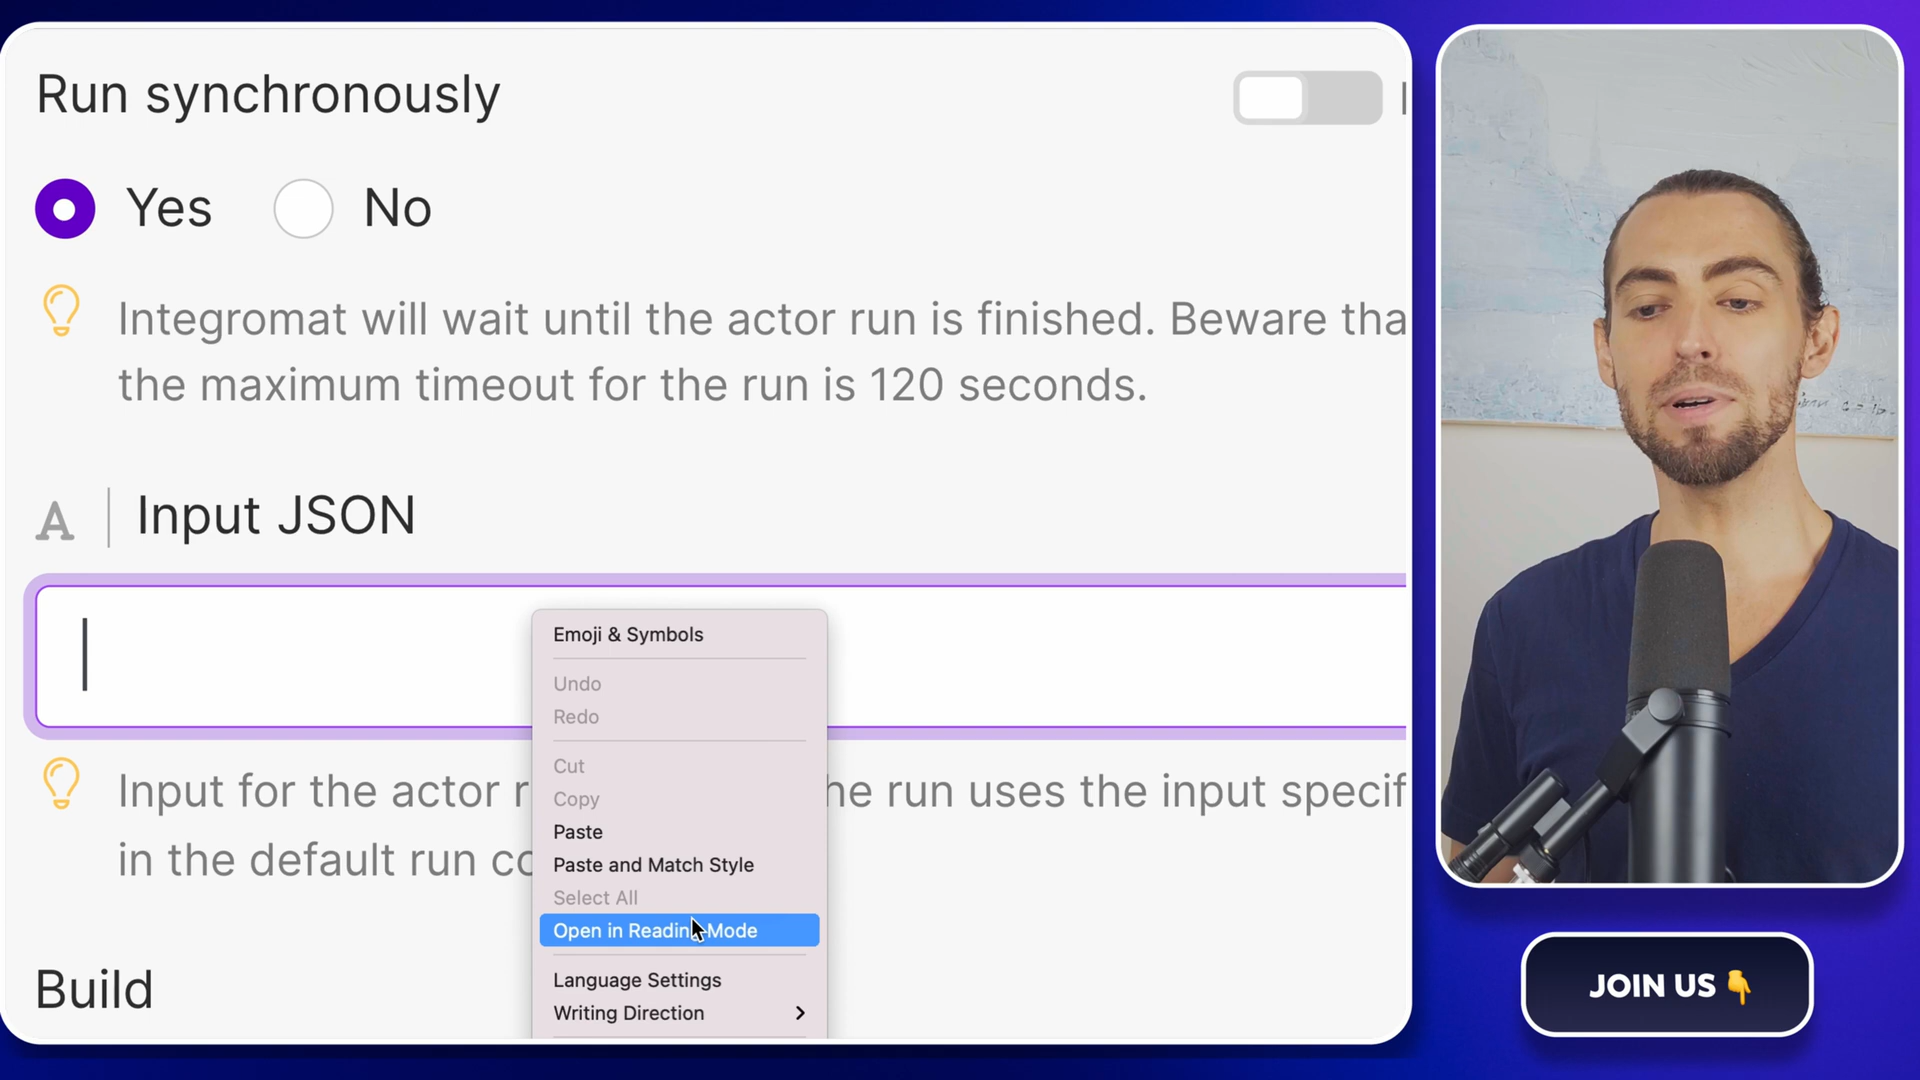 Run synchronously
Yes
No
Integromat will wait until the actor run is finished. Beware tha
the maximum timeout for the run is 120 seconds.
A
Input JSON
Emoji & Symbols
Undo
Redo
Cut
Copy
Paste
Paste and Match Style
Select All
Open in Reading Mode
Language Settings
Writing Direction
Input for the actor r he run uses the input specif
in the default run co
Build
JOIN US 👇